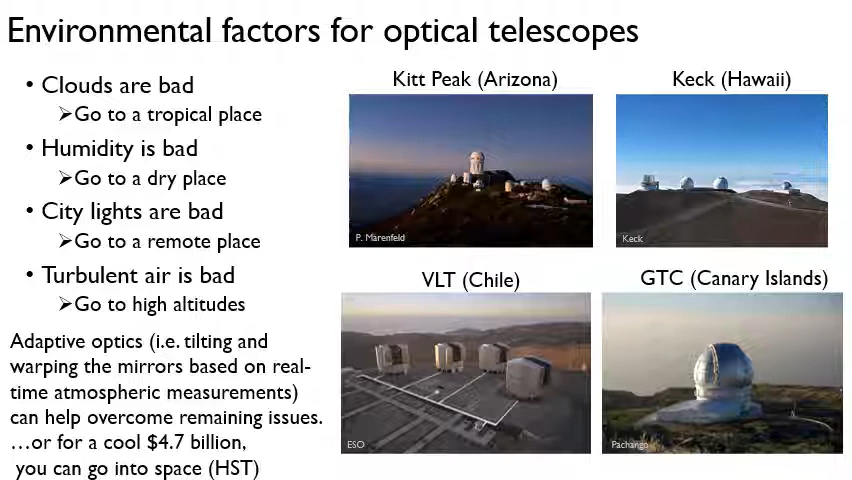 Environmental factors for optical telescopes
• Clouds are bad
➢Go to a tropical place
• Humidity is bad
➢Go to a dry place
• City lights are bad
➢Go to a remote place
• Turbulent air is bad
➢Go to high altitudes
Adaptive optics (i.e. tilting and
warping the mirrors based on real-
time atmospheric measurements)
can help overcome remaining issues.
…or for a cool $4.7 billion,
you can go into space (HST)
Kitt Peak (Arizona)
P. Marenfeld
Keck (Hawaii)
Keck
VLT (Chile)
ESO
GTC (Canary Islands)
Pachango